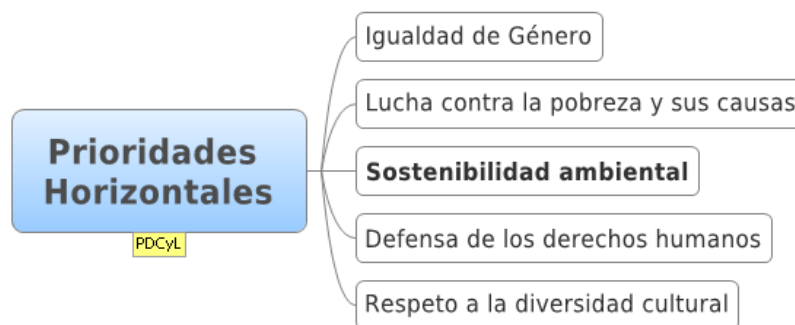 Prioridades
Horizontales
PDCyL
Igualdad de Género
Lucha contra la pobreza y sus causas
Sostenibilidad ambiental
Defensa de los derechos humanos
Respeto a la diversidad cultural